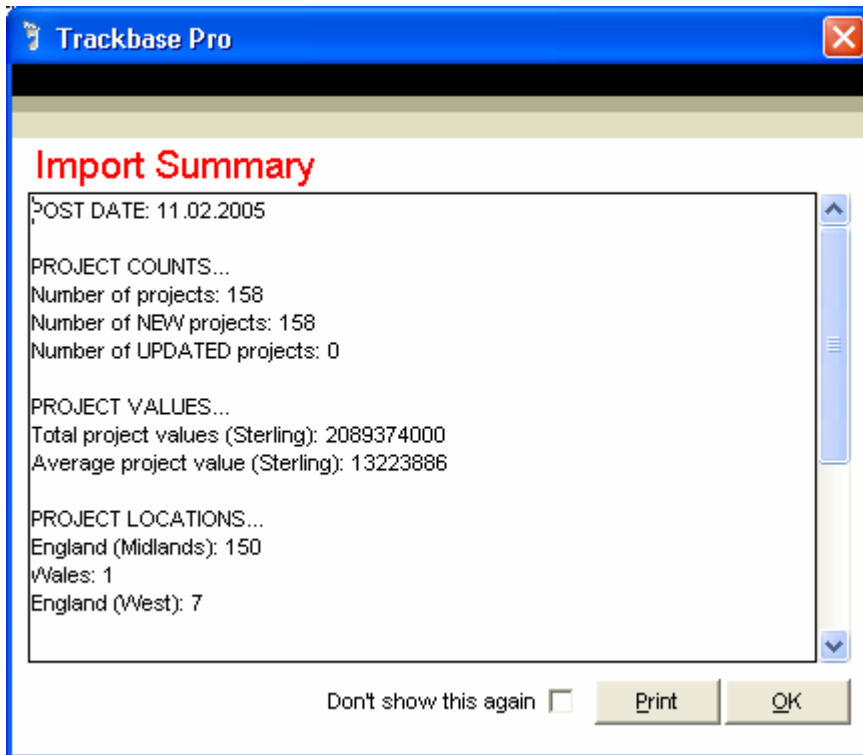 Trackbase Pro
Import Summary
POST DATE: 11.02.2005
PROJECT COUNTS...
Number of projects: 158
Number of NEW projects: 158
Number of UPDATED projects: 0
PROJECT VALUES...
Total project values (Sterling): 2089374000
Average project value (Sterling): 13223886
PROJECT LOCATIONS...
England (Midlands): 150
Wales: 1
England (West): 7
Don't show this again
Print
OK